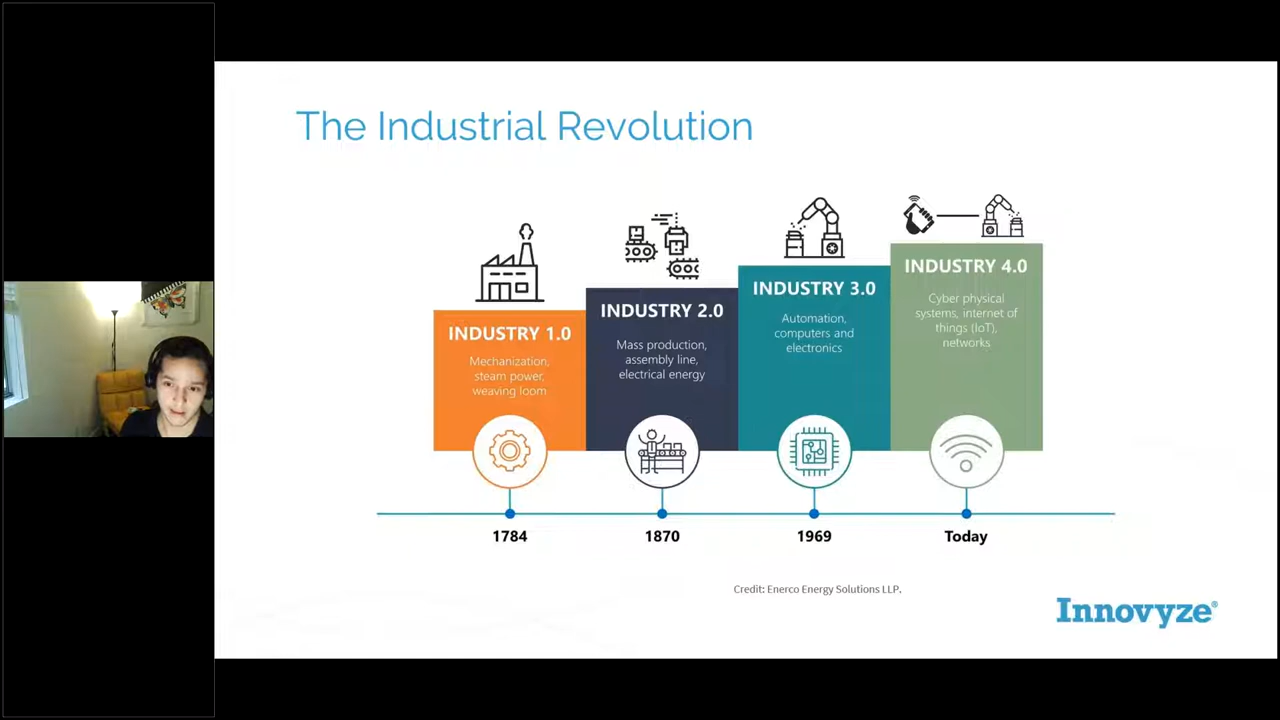 The Industrial Revolution
INDUSTRY 1.0
Mechanization,
steam power,
weaving loom
INDUSTRY 2.0
Mass production,
assembly line,
electrical energy
INDUSTRY 3.0
Automation,
computers and
electronics
INDUSTRY 4.0
Cyber physical
systems, internet of
things (IoT),
networks
1784
1870
1969
Today
Credit: Enerco Energy Solutions LLP.
Innovyze®